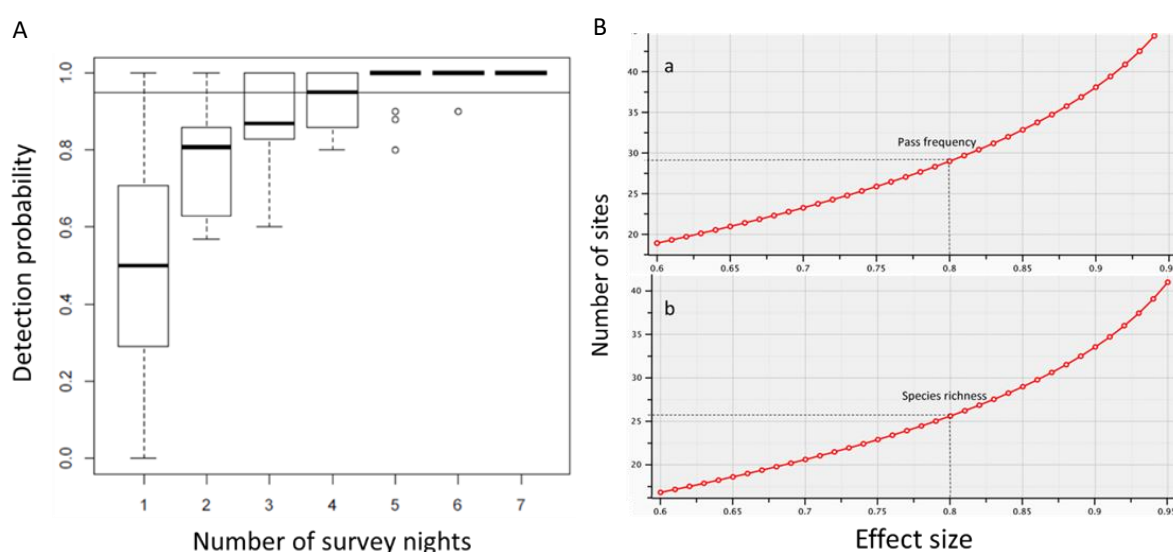 A
Detection probability
1.0
0.8
0.6
0.4
0.2
0.0
1 2 3 4 5 6 7
Number of survey nights
B
Number of sites
a
Pass frequency
40
35
30
25
20
0.6 0.65 0.7 0.75 0.8 0.85 0.9
b
Species richness
40
35
30
25
20
0.6 0.65 0.7 0.75 0.8 0.85 0.9 0.95
Effect size